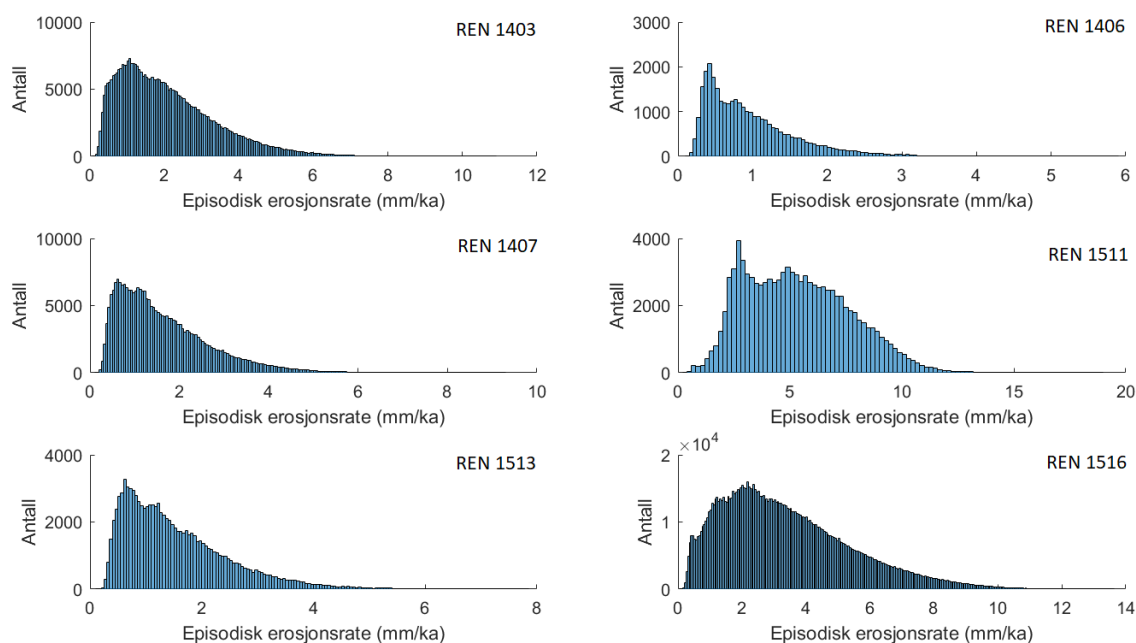 REN 1403
10000
5000
0
Antall
0 2 4 6 8 10 12
Episodisk erosjonsrate (mm/ka)
REN 1406
3000
2000
1000
0
Antall
0 1 2 3 4 5 6
Episodisk erosjonsrate (mm/ka)
REN 1407
10000
5000
0
Antall
0 2 4 6 8 10
Episodisk erosjonsrate (mm/ka)
REN 1511
4000
2000
0
Antall
0 5 10 15 20
Episodisk erosjonsrate (mm/ka)
REN 1513
4000
2000
0
Antall
0 2 4 6 8
Episodisk erosjonsrate (mm/ka)
×10⁴
REN 1516
2
1
0
Antall
0 2 4 6 8 10 12 14
Episodisk erosjonsrate (mm/ka)